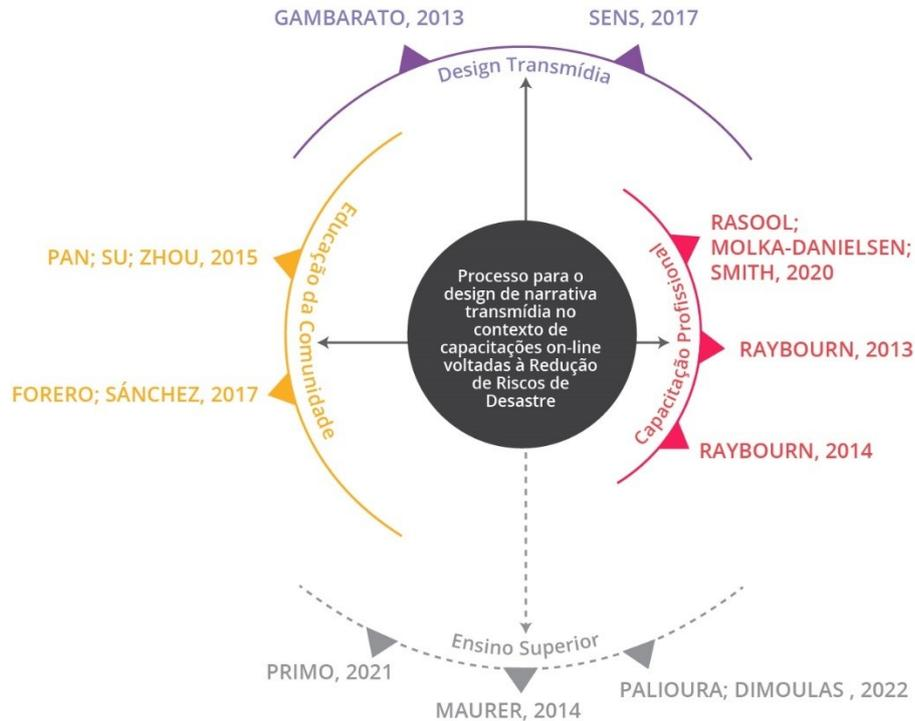 GAMBARATO, 2013
SENS, 2017
Design Transmídia
Educação da Comunidade
PAN; SU; ZHOU, 2015
FORERO; SÁNCHEZ, 2017
Processo para o
design de narrativa
transmídia no
contexto de
capacitações on-line
voltadas à Redução
de Riscos de
Desastre
Capacitação Profissional
RASOOL;
MOLKA-DANIELSEN;
SMITH, 2020
RAYBOURN, 2013
RAYBOURN, 2014
Ensino Superior
PRIMO, 2021
MAURER, 2014
PALIOURA; DIMOULAS , 2022